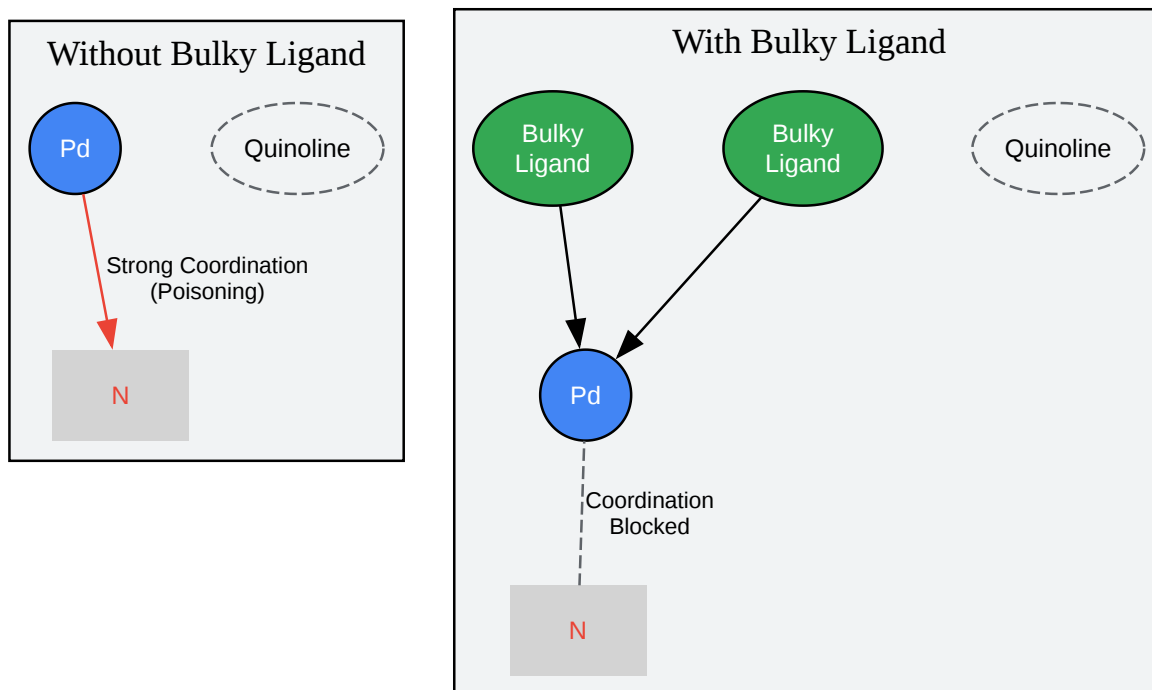 Without Bulky Ligand
Pd
Quinoline
Strong Coordination
(Poisoning)
N
With Bulky Ligand
Bulky
Ligand
Bulky
Ligand
Quinoline
Pd
Coordination
Blocked
N